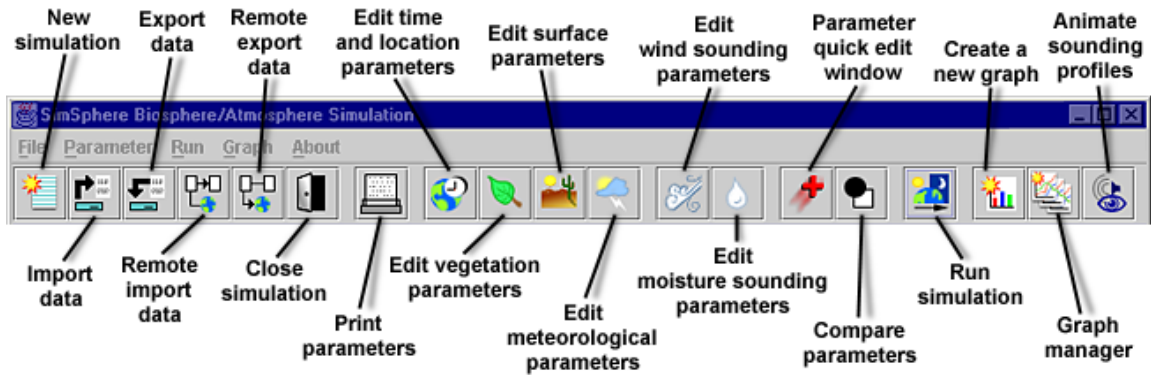 New
simulation
Export
data
Remote
export
data
Edit time
and location
parameters
Edit surface
parameters
Edit
wind sounding
parameters
Parameter
quick edit
window
Create a
new graph
Animate
sounding
profiles
SimSphere Biosphere/Atmosphere Simulation
File Parameter Run Graph About
Import
data
Remote
import
data
Close
simulation
Print
parameters
Edit vegetation
parameters
Edit
meteorological
parameters
Edit
moisture sounding
parameters
Compare
parameters
Run
simulation
Graph
manager